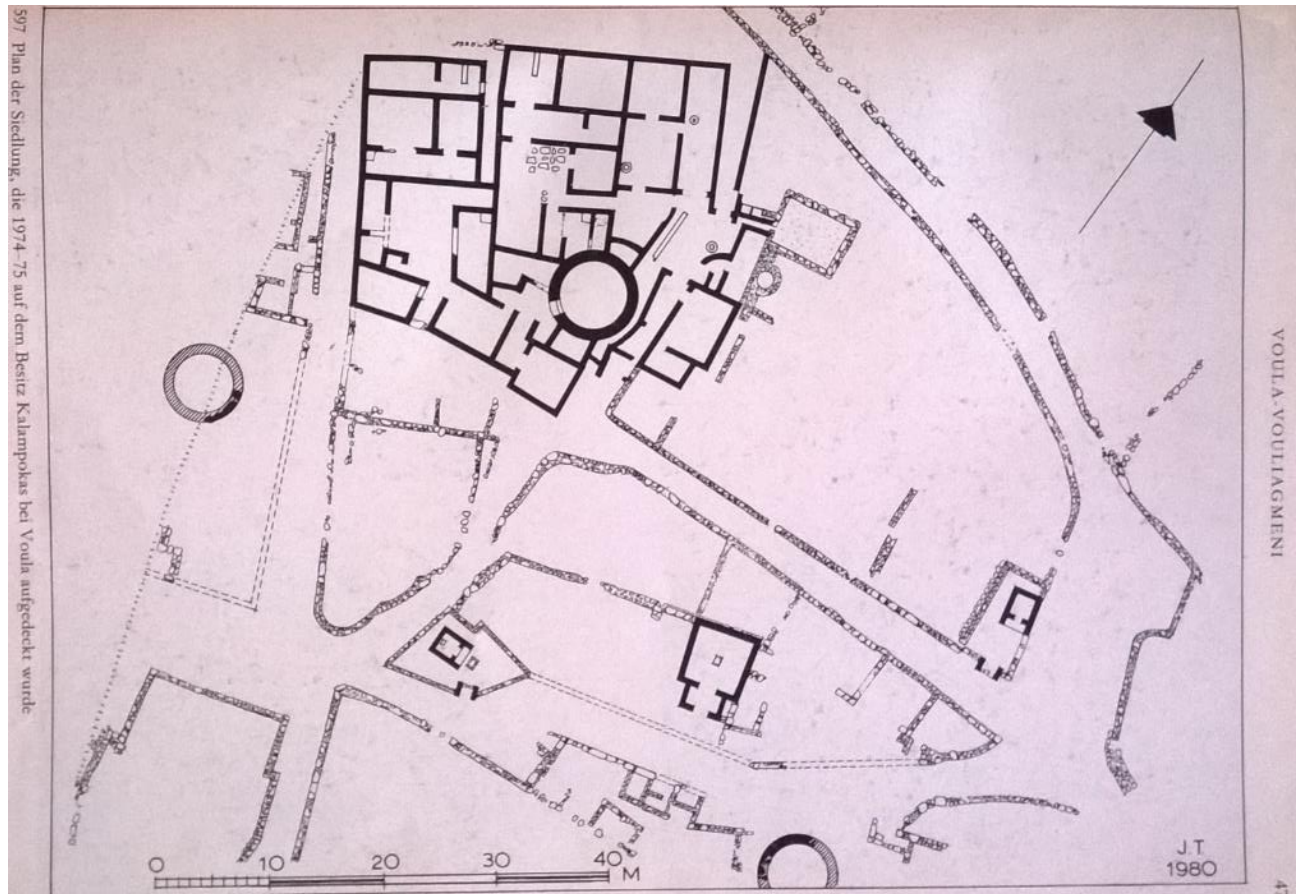 597 Plan der Siedlung, die 1974-75 auf dem Besitz Kalampokas bei Voula aufgedeckt wurde
VOULA-VOULIAGMENI
0 10 20 30 40 M
J.T.
1980